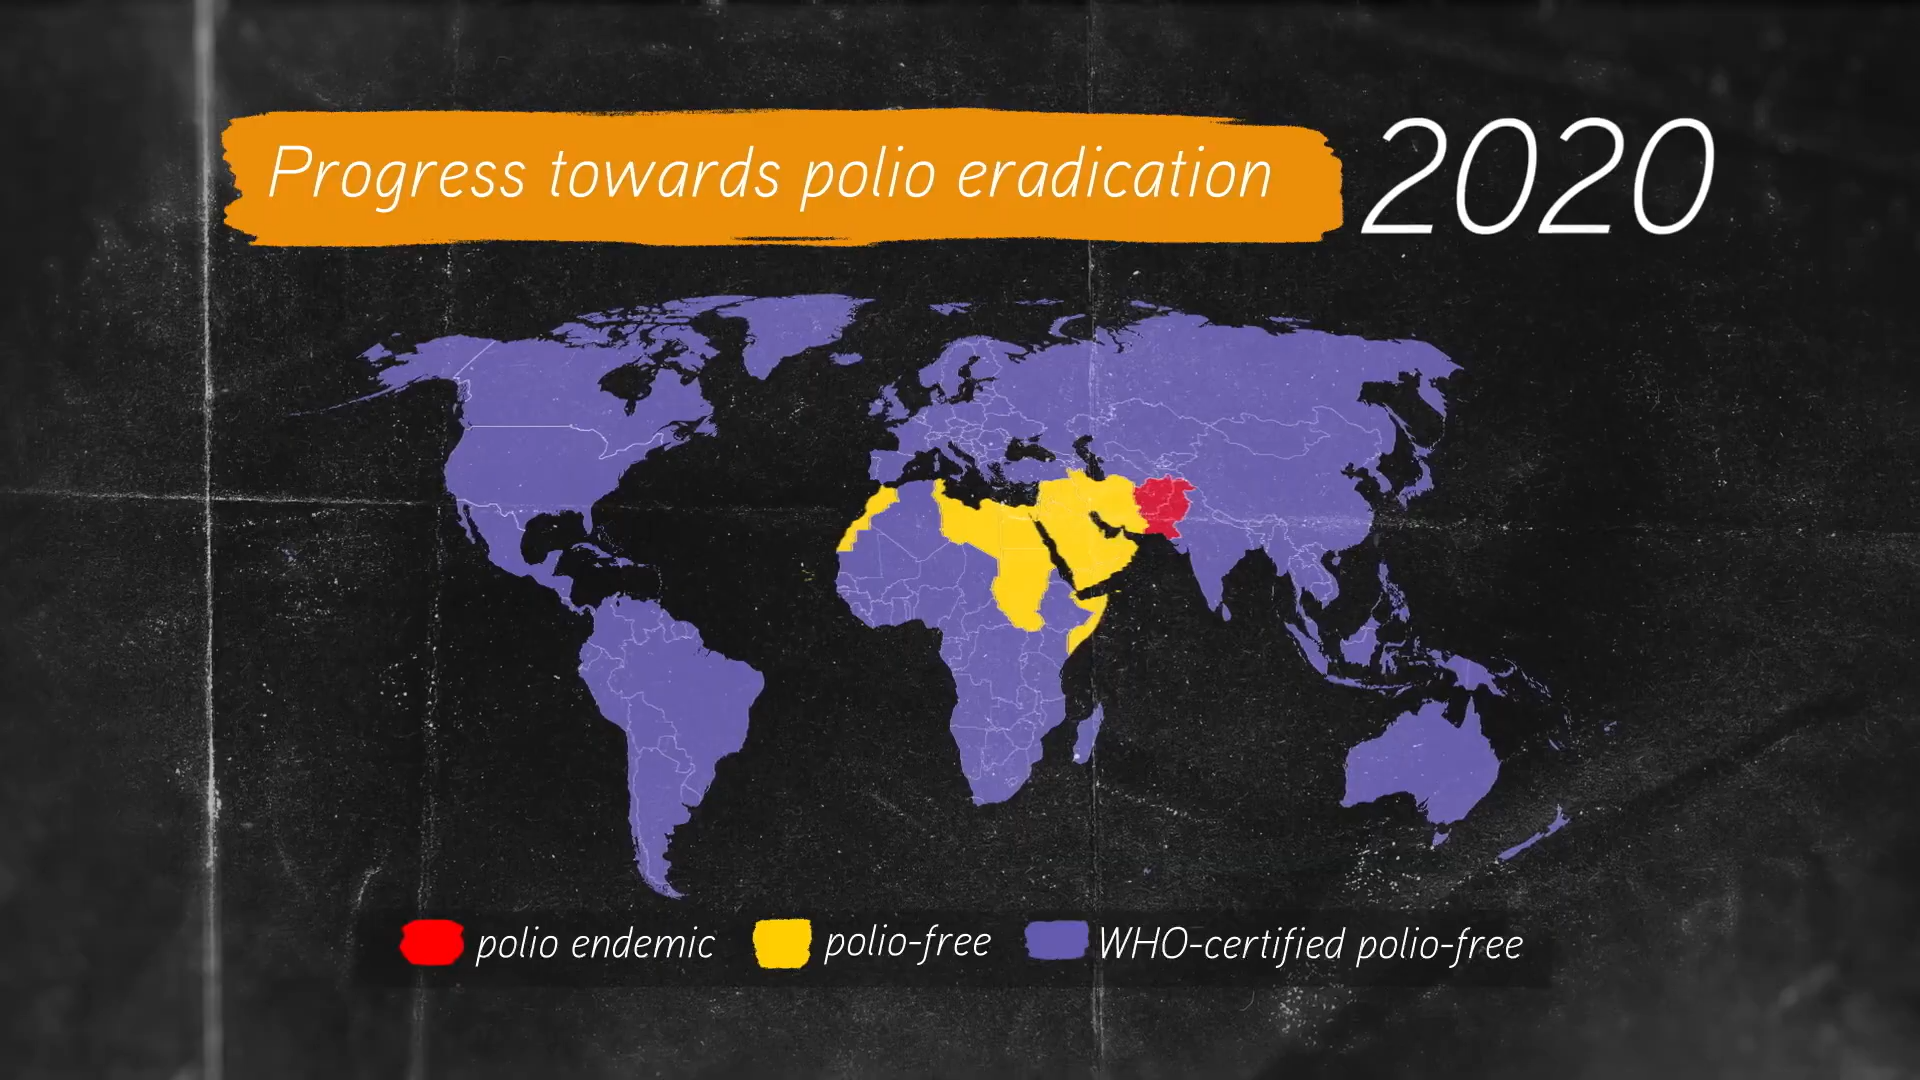 Progress towards polio eradication
2020
polio endemic
polio-free
WHO-certified polio-free